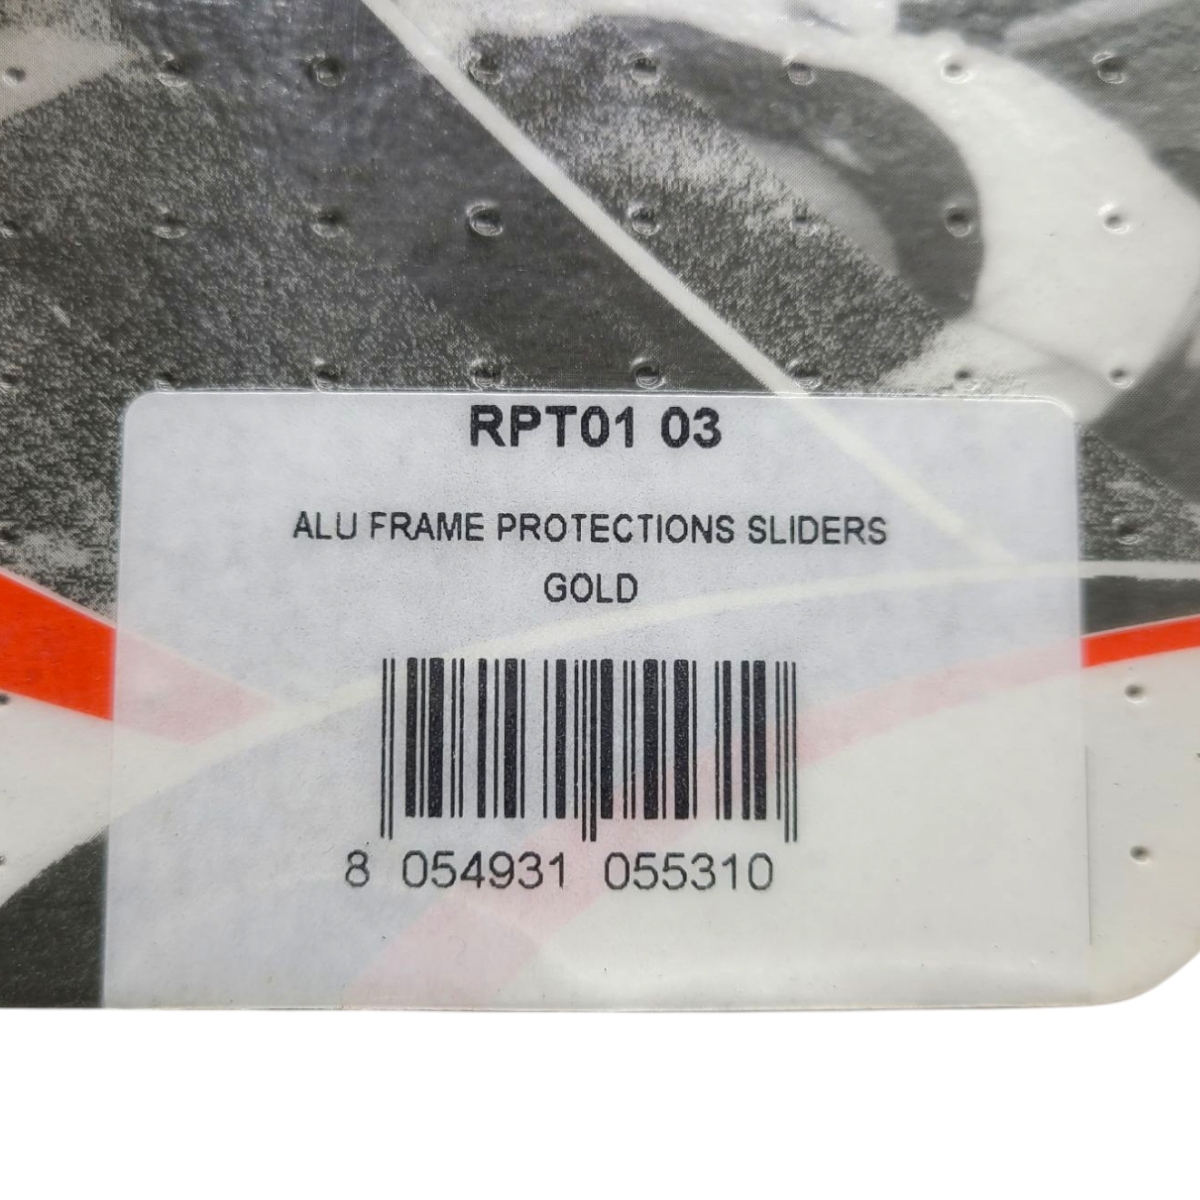 RPT01 03
ALU FRAME PROTECTIONS SLIDERS
GOLD
8 054931 055310